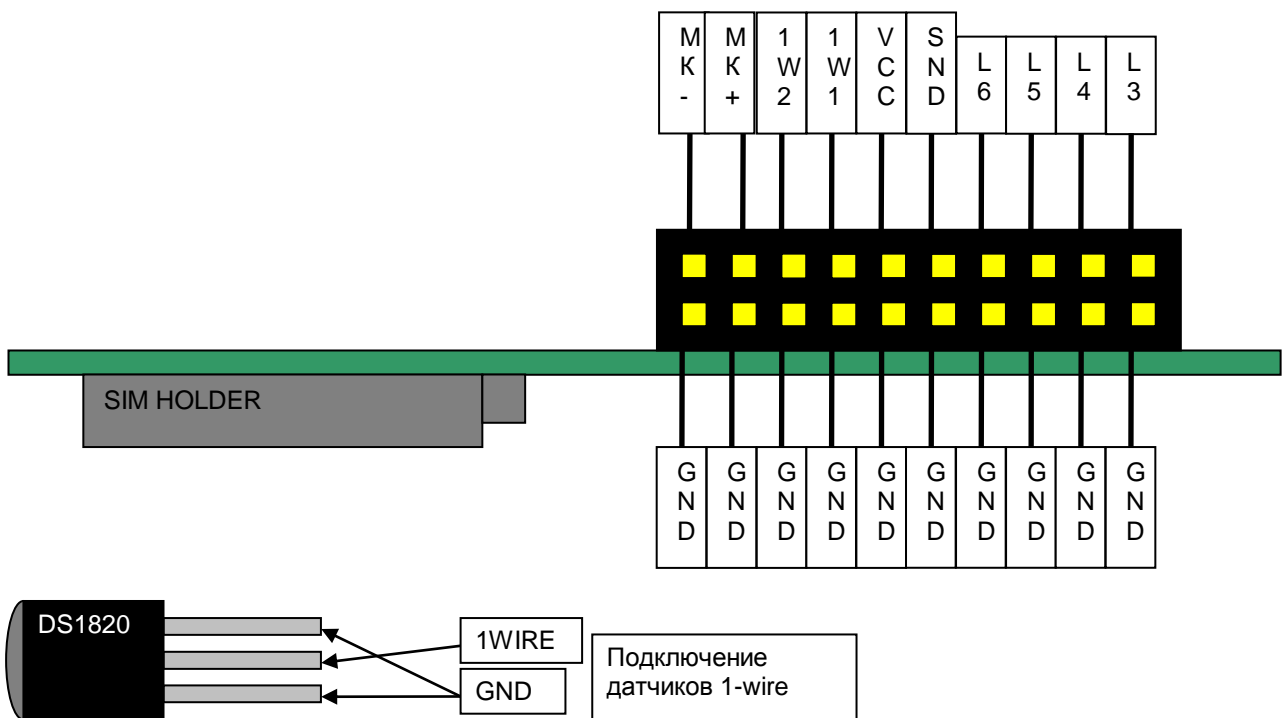 МК-
МК+
1W2
1W1
VCC
SND
L6
L5
L4
L3
SIM HOLDER
GND
GND
GND
GND
GND
GND
GND
GND
GND
GND
DS1820
1WIRE
GND
Подключение
датчиков 1-wire